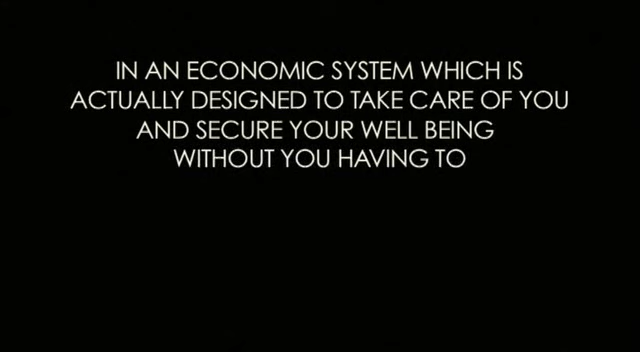 IN AN ECONOMIC SYSTEM WHICH IS
ACTUALLY DESIGNED TO TAKE CARE OF YOU
AND SECURE YOUR WELL BEING
WITHOUT YOU HAVING TO